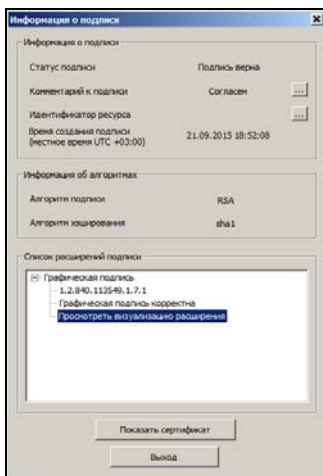 Информация о подписи
Информация о подписи
Статус подписи Подпись верна
Комментарий к подписи Согласен ...
Идентификатор ресурса ...
Время создания подписи
(местное время UTC +03:00) 21.09.2015 18:52:08
Информация об алгоритмах
Алгоритм подписи RSA
Алгоритм хэширования sha1
Список расширений подписи
Графическая подпись
1.2.840.113549.1.7.1
Графическая подпись корректна
Просмотреть визуализацию расширения
Показать сертификат
Выход